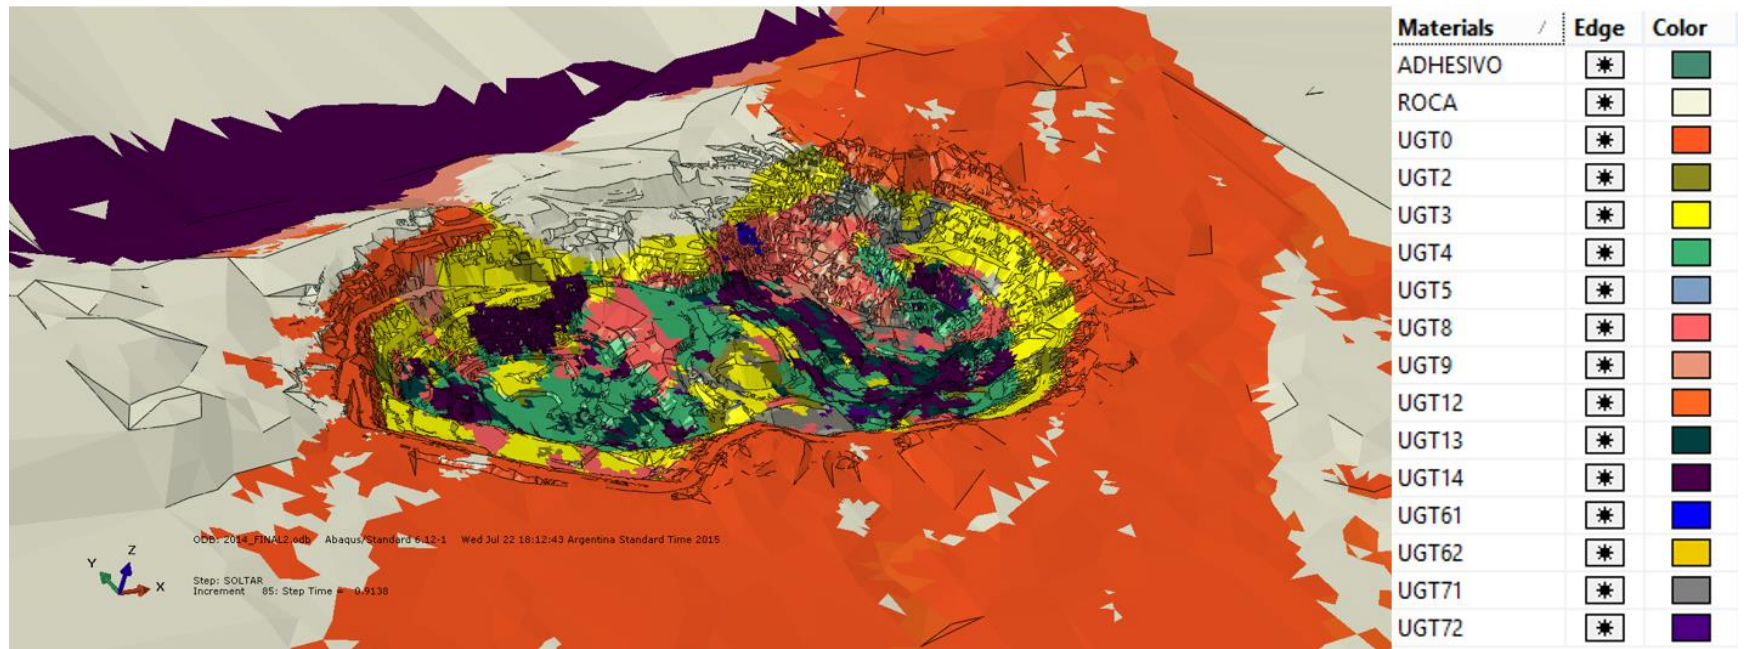 Materials / Edge Color
ADHESIVO
ROCA
UGT0
UGT2
UGT3
UGT4
UGT5
UGT8
UGT9
UGT12
UGT13
UGT14
UGT61
UGT62
UGT71
UGT72
ODB: 2014_FINAL2.odb Abaqus/Standard 6.12-1 Wed Jul 22 18:12:43 Argentina Standard Time 2015
Z
Y
X
Step: SOLTAR
Increment 85: Step Time = 0.9138